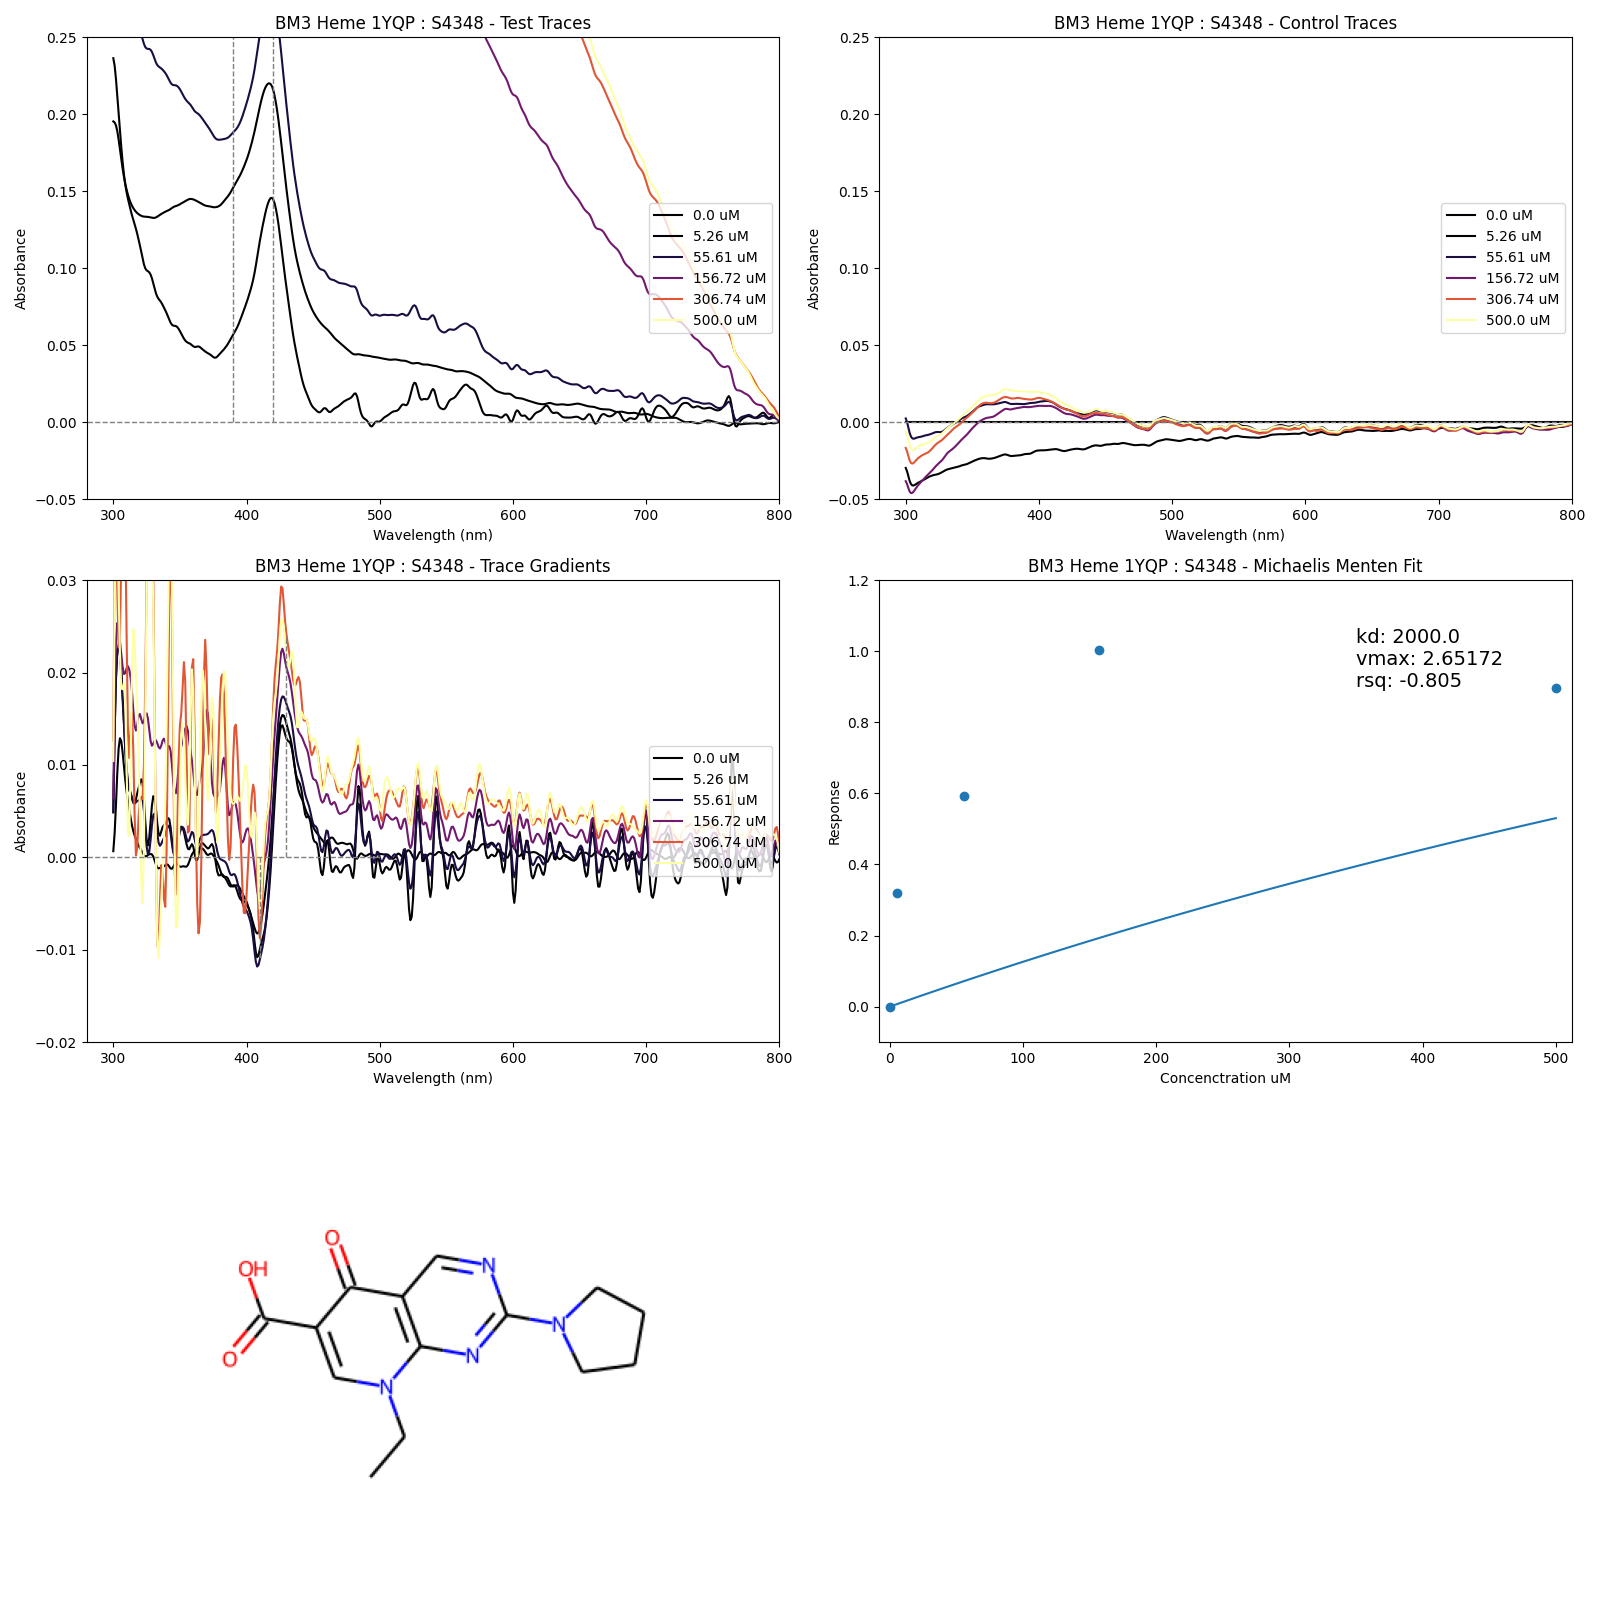 BM3 Heme 1YQP : S4348 - Test Traces
0.25
0.20
0.15
0.10
0.05
0.00
−0.05
Absorbance
300
400
500
600
700
800
Wavelength (nm)
0.0 uM
5.26 uM
55.61 uM
156.72 uM
306.74 uM
500.0 uM
BM3 Heme 1YQP : S4348 - Control Traces
0.25
0.20
0.15
0.10
0.05
0.00
−0.05
Absorbance
300
400
500
600
700
800
Wavelength (nm)
0.0 uM
5.26 uM
55.61 uM
156.72 uM
306.74 uM
500.0 uM
BM3 Heme 1YQP : S4348 - Trace Gradients
0.03
0.02
0.01
0.00
−0.01
−0.02
Absorbance
300
400
500
600
700
800
Wavelength (nm)
0.0 uM
5.26 uM
55.61 uM
156.72 uM
306.74 uM
500.0 uM
BM3 Heme 1YQP : S4348 - Michaelis Menten Fit
1.2
1.0
0.8
0.6
0.4
0.2
0.0
Response
0
100
200
300
400
500
Concenctration uM
kd: 2000.0
vmax: 2.65172
rsq: -0.805
O
OH
O
N
N
N
N